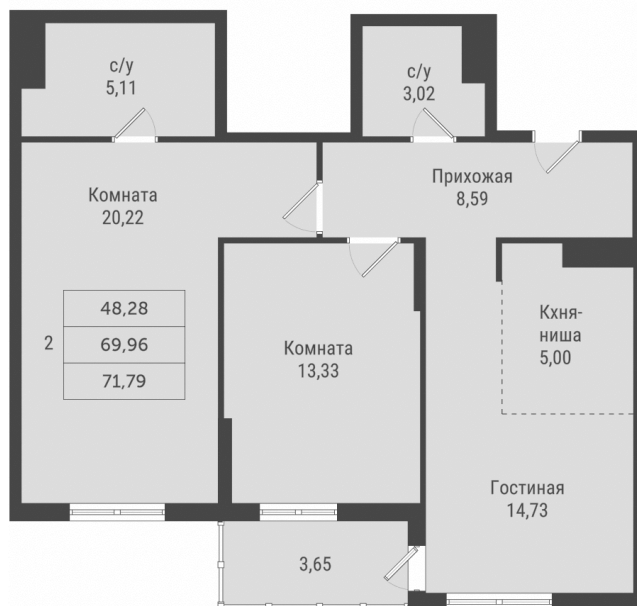 с/у
5,11
с/у
3,02
Комната
20,22
Прихожая
8,59
48,28
2
69,96
71,79
Комната
13,33
Кхня-
ниша
5,00
Гостиная
14,73
3,65